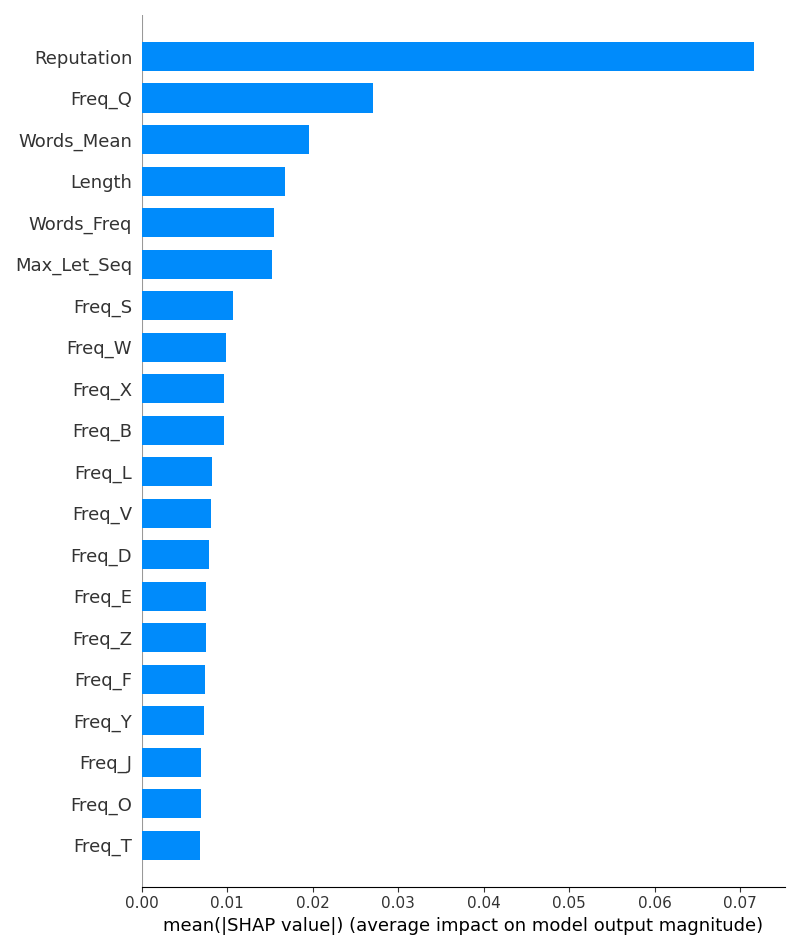 Reputation
Freq_Q
Words_Mean
Length
Words_Freq
Max_Let_Seq
Freq_S
Freq_W
Freq_X
Freq_B
Freq_L
Freq_V
Freq_D
Freq_E
Freq_Z
Freq_F
Freq_Y
Freq_J
Freq_O
Freq_T
0.00 0.01 0.02 0.03 0.04 0.05 0.06 0.07
mean(|SHAP value|) (average impact on model output magnitude)